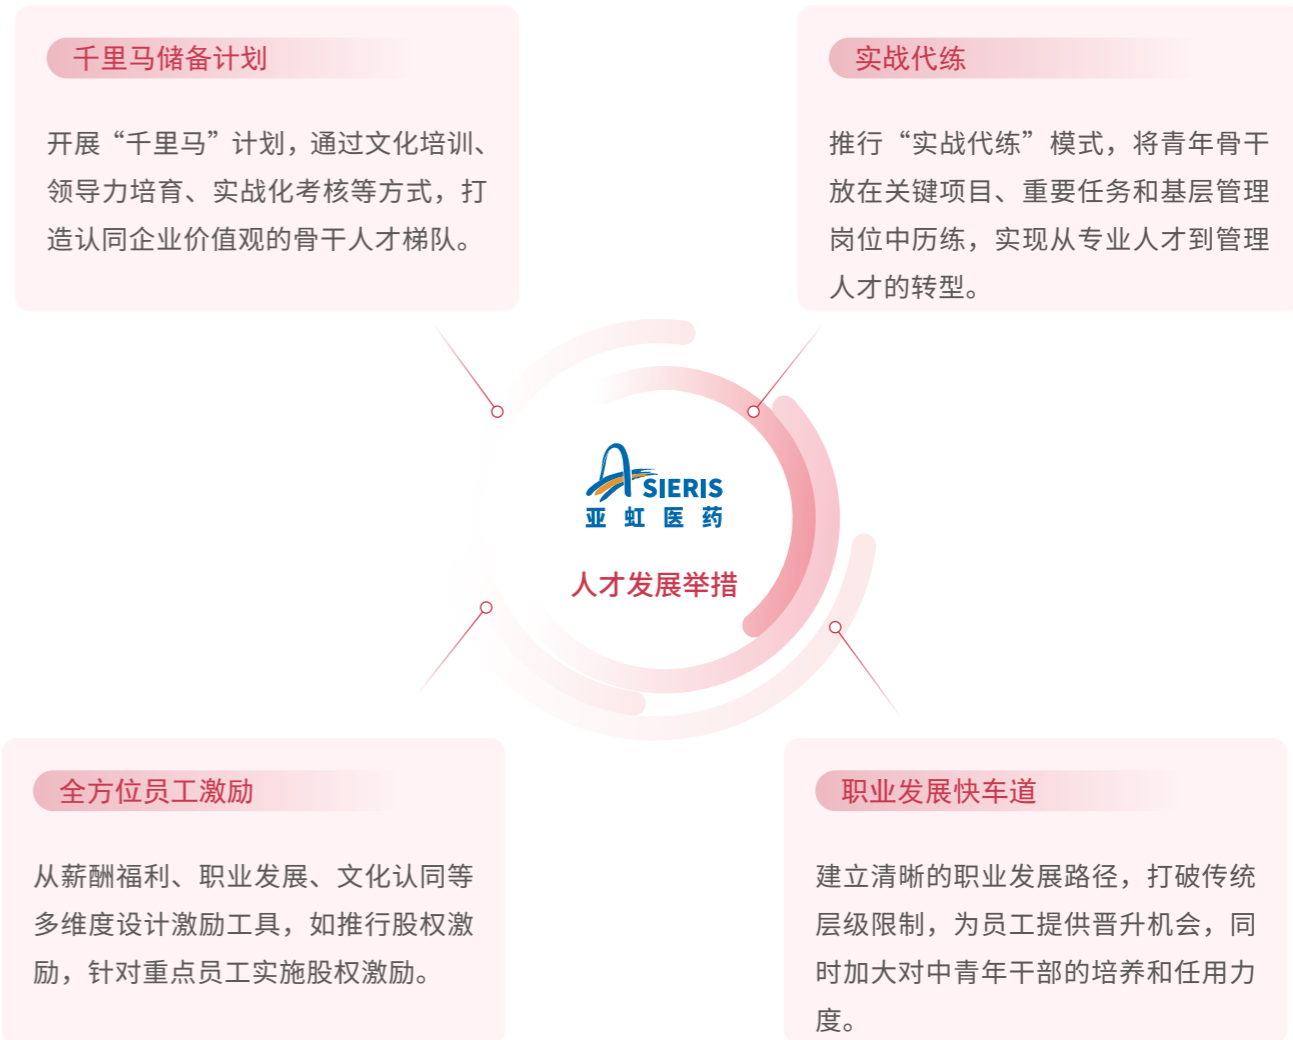 千里马储备计划
开展“千里马”计划，通过文化培训、
领导力培育、实战化考核等方式，打
造认同企业价值观的骨干人才梯队。
实战代练
推行“实战代练”模式，将青年骨干
放在关键项目、重要任务和基层管理
岗位中历练，实现从专业人才到管理
人才的转型。
ASIERIS
亚虹医药
人才发展举措
全方位员工激励
从薪酬福利、职业发展、文化认同等
多维度设计激励工具，如推行股权激
励，针对重点员工实施股权激励。
职业发展快车道
建立清晰的职业发展路径，打破传统
层级限制，为员工提供晋升机会，同
时加大对中青年干部的培养和任用力
度。